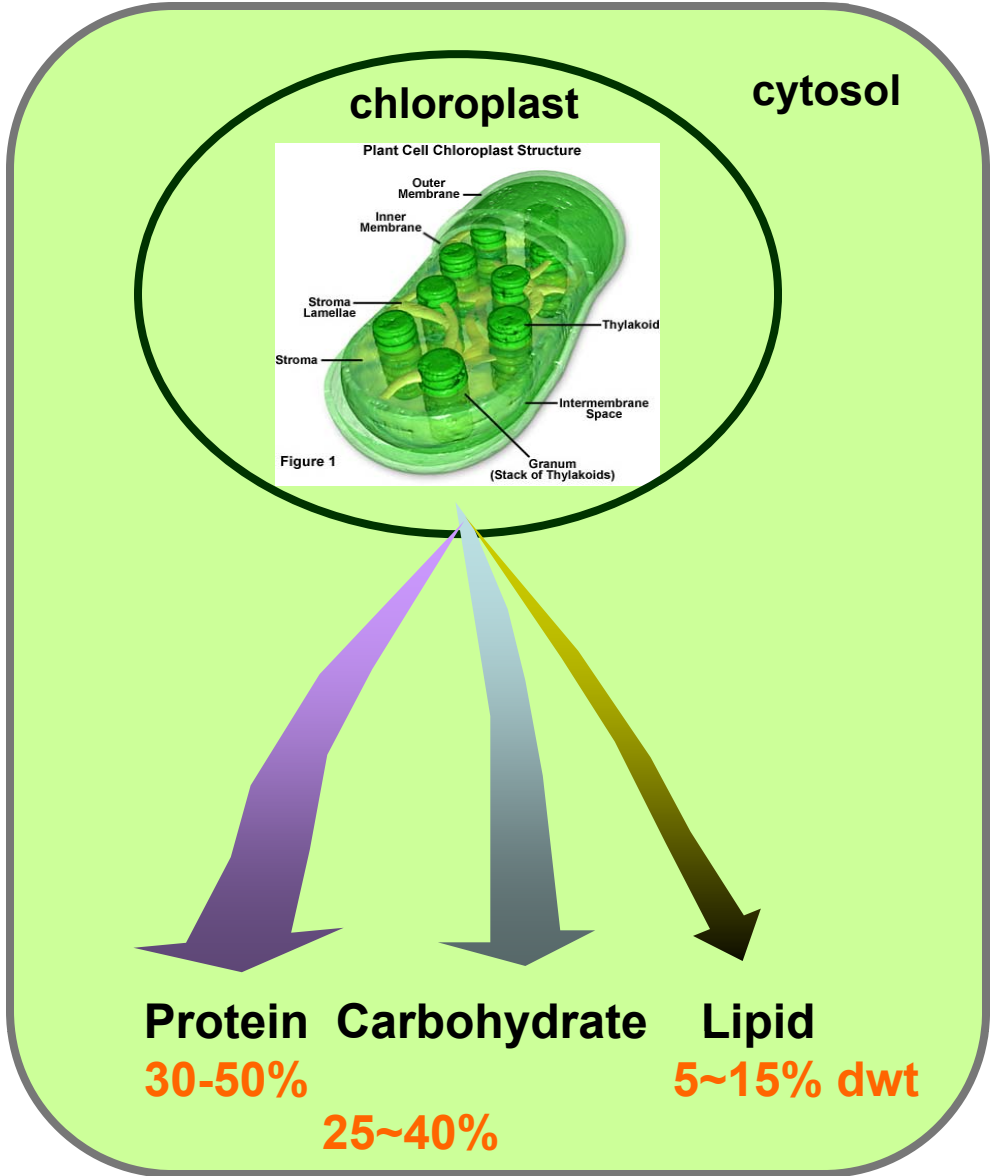 chloroplast
cytosol
Plant Cell Chloroplast Structure
Outer
Membrane
Inner
Membrane
Stroma
Lamellae
Thylakoid
Stroma
Intermembrane
Space
Granum
(Stack of Thylakoids)
Figure 1
Protein Carbohydrate Lipid
30-50%
5~15% dwt
25~40%